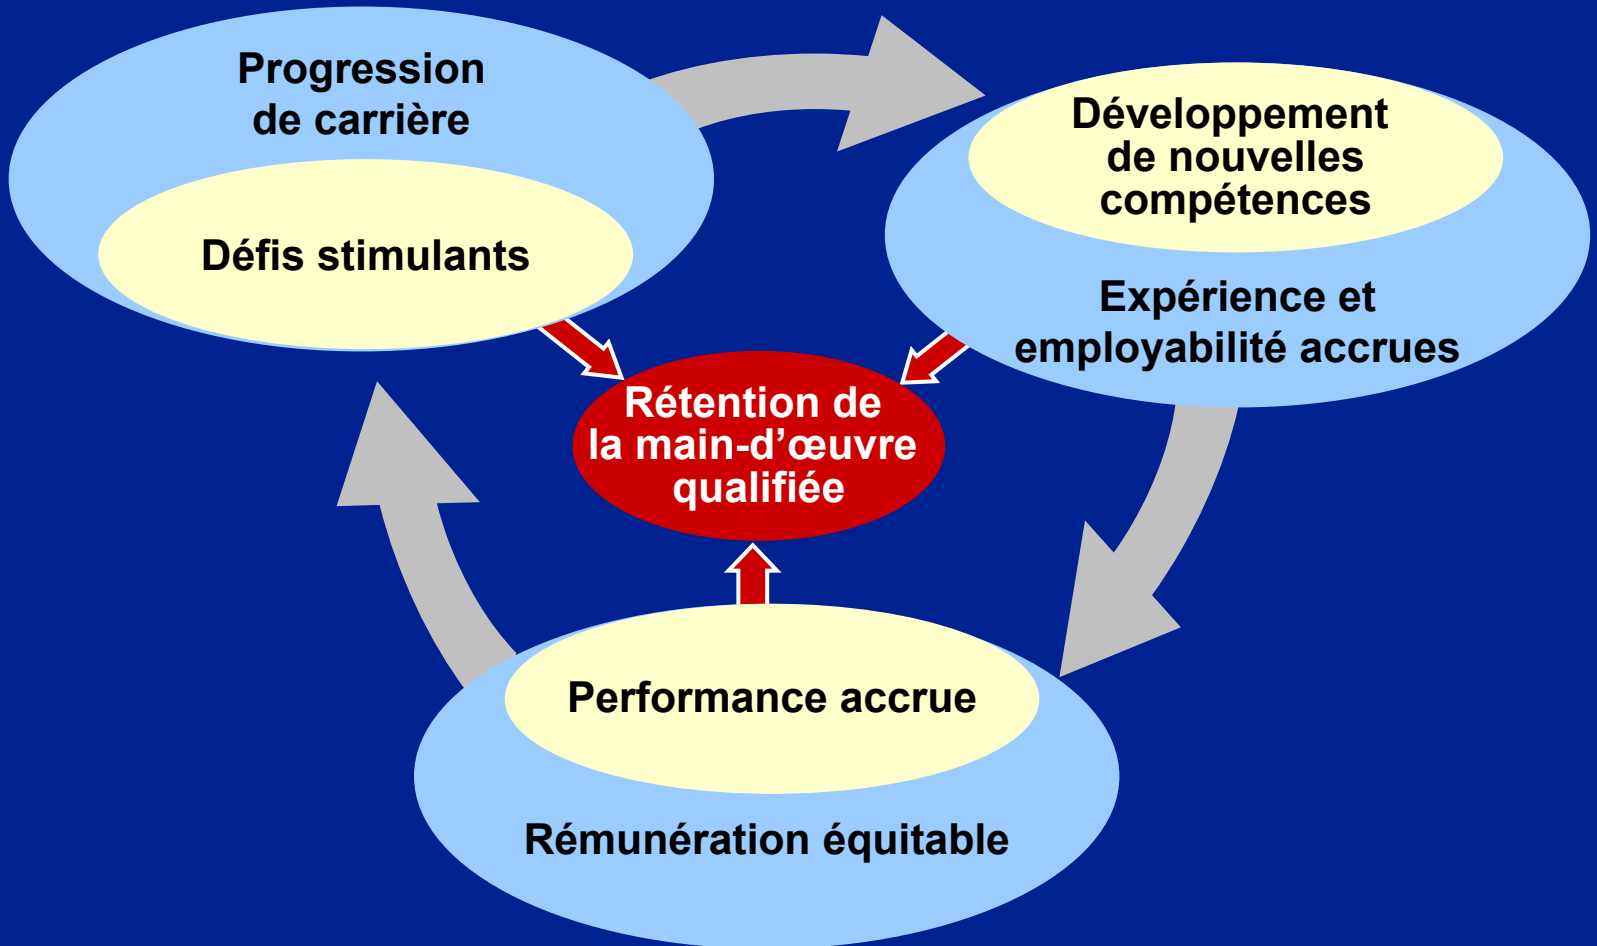 Progression
de carrière
Défis stimulants
Développement
de nouvelles
compétences
Expérience et
employabilité accrues
Rétention de
la main-d’œuvre
qualifiée
Performance accrue
Rémunération équitable